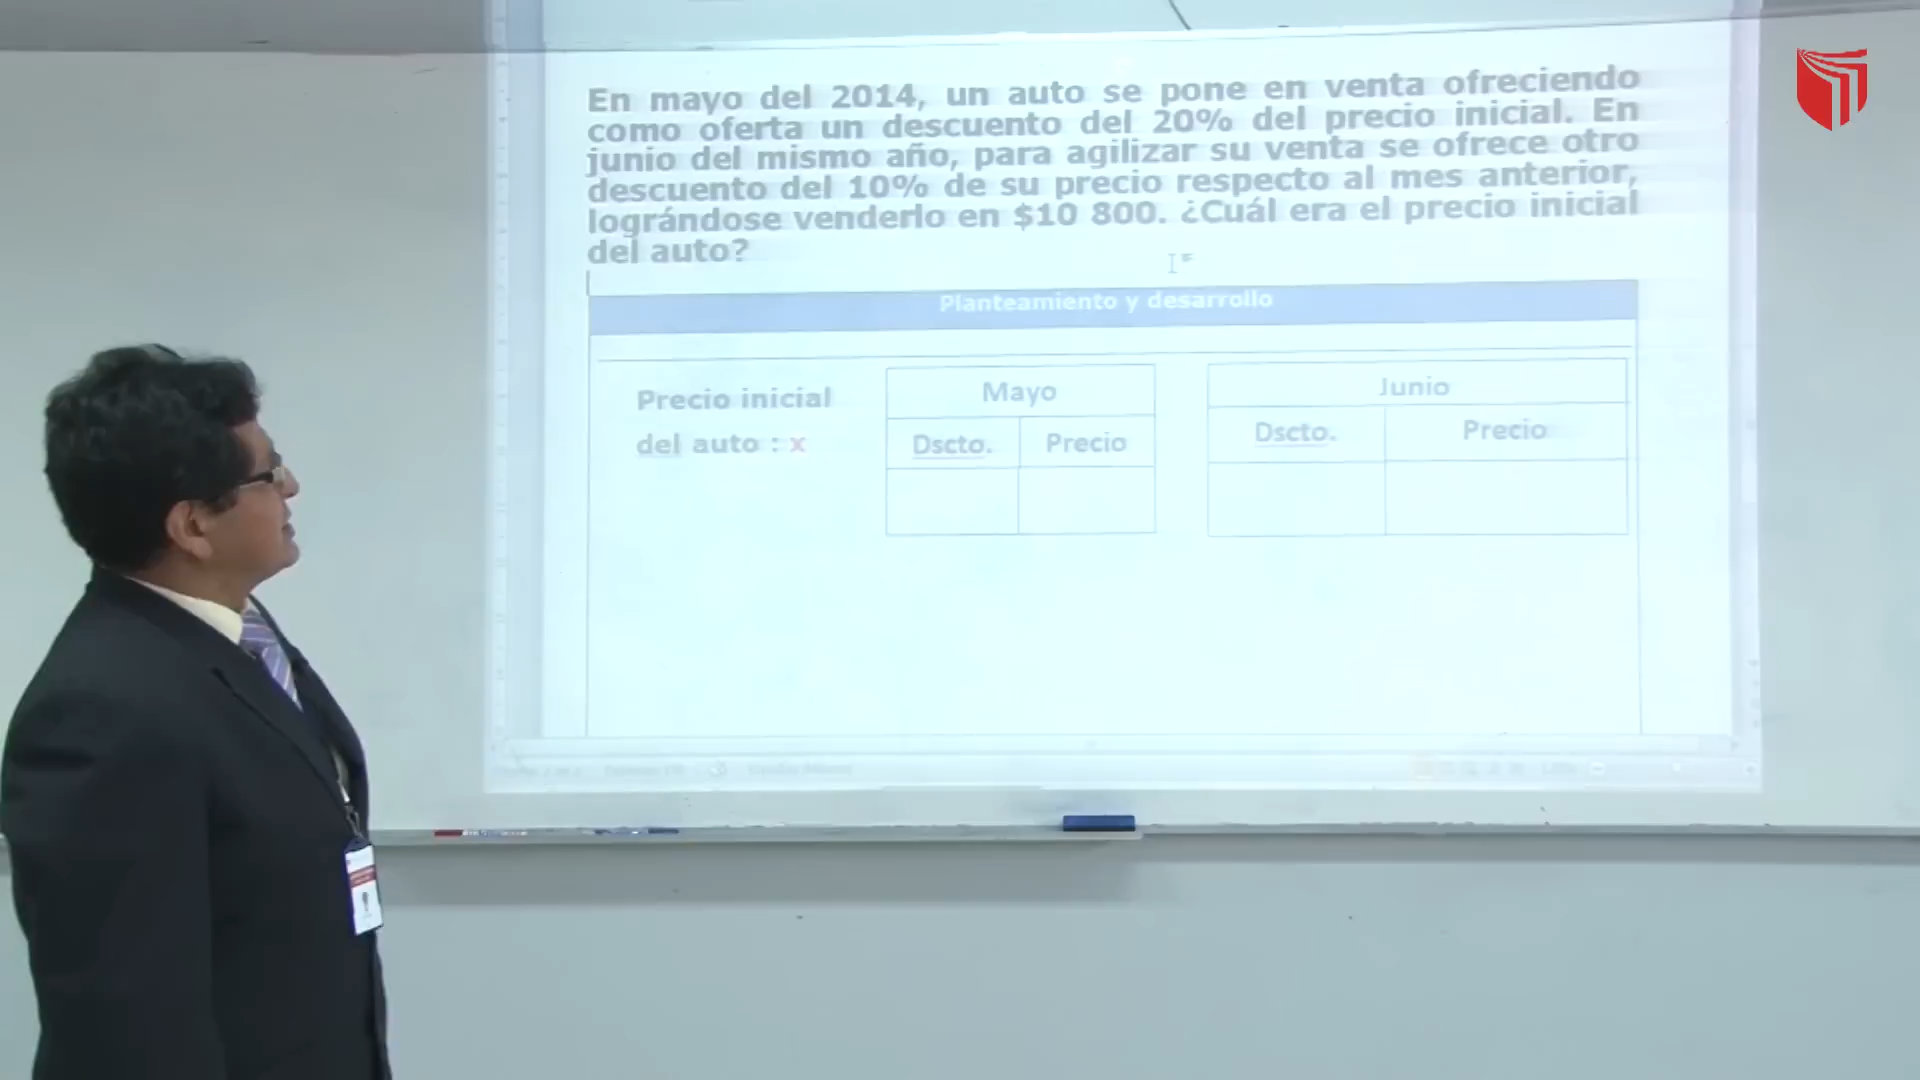 En mayo del 2014, un auto se pone en venta ofreciendo
como oferta un descuento del 20% del precio inicial. En
junio del mismo año, para agilizar su venta se ofrece otro
descuento del 10% de su precio respecto al mes anterior,
lográndose venderlo en $10 800. ¿Cuál era el precio inicial
del auto?
Planteamiento y desarrollo
Precio inicial
del auto : x
Mayo
Dscto. Precio
Junio
Dscto. Precio